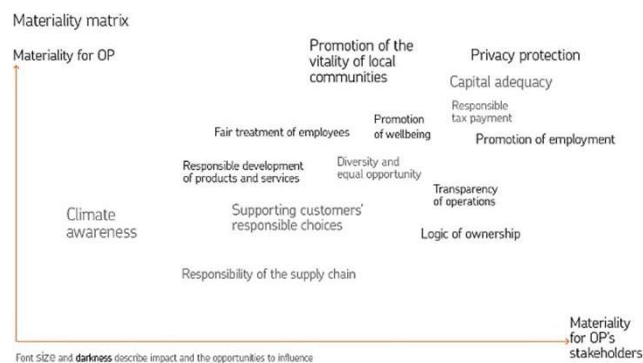 Materiality matrix
Materiality for OP
Promotion of the
vitality of local
communities
Privacy protection
Capital adequacy
Responsible
tax payment
Promotion
of wellbeing
Fair treatment of employees
Promotion of employment
Responsible development
of products and services
Diversity and
equal opportunity
Transparency
of operations
Climate
awareness
Supporting customers'
responsible choices
Logic of ownership
Responsibility of the supply chain
Materiality
for OP's
stakeholders
Font size and darkness describe impact and the opportunities to influence